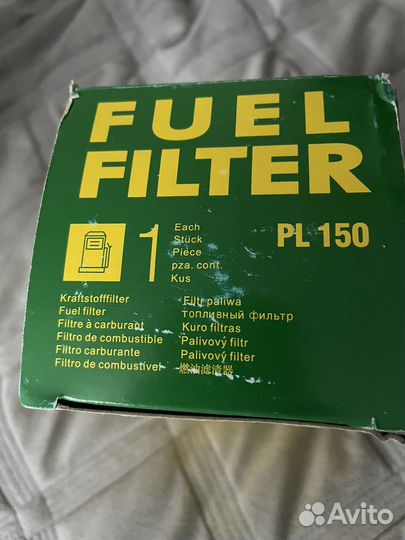 FUEL
FILTER
1
Each
Stück
Pièce
pza. cont.
Kus
PL 150
Kraftstofffilter
Fuel filter
Filtre à carburant
Filtro de combustible
Filtro carburante
Filtro de combustível
Filtr paliwa
топливный фильтр
Kuro filtras
Palivový filtr
Palivový filter
燃油滤清器
Avito